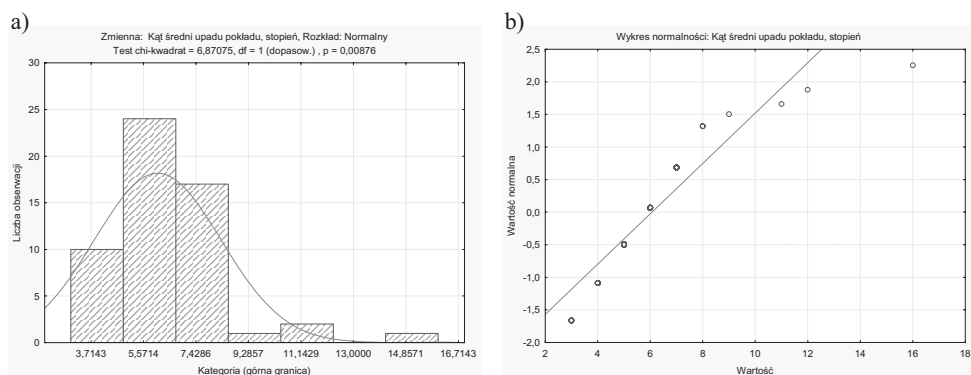 a)
Zmienna: Kąt średni upadu pokładu, stopień, Rozkład: Normalny
Test chi-kwadrat = 6,87075, df = 1 (dopasow.) , p = 0,00876
Liczba obserwacji
30
25
20
15
10
5
0
3,7143 5,5714 7,4286 9,2857 11,1429 13,0000 14,8571 16,7143
Kategoria (górna granica)
b)
Wykres normalności: Kąt średni upadu pokładu, stopień
Wartość normalna
2,5
2,0
1,5
1,0
0,5
0,0
-0,5
-1,0
-1,5
-2,0
2 4 6 8 10 12 14 16 18
Wartość